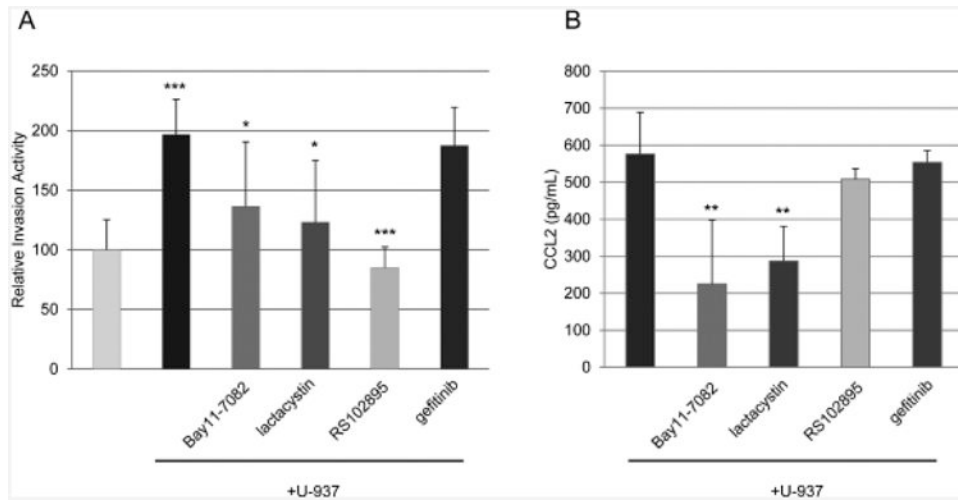 A
B
Relative Invasion Activity
250
200
150
100
50
0
***
*
*
***
Bay11-7082
lactacystin
RS102895
gefitinib
+U-937
CCL2 (pg/mL)
800
700
600
500
400
300
200
100
0
**
**
Bay11-7082
lactacystin
RS102895
gefitinib
+U-937